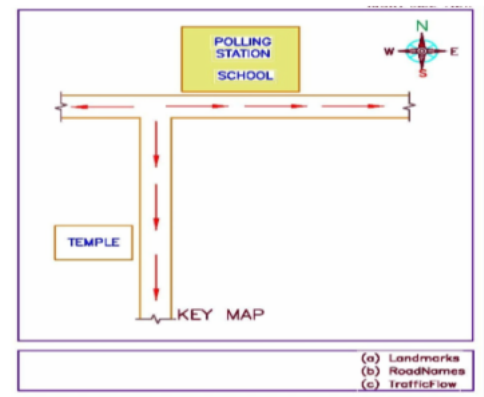 N
W E
S
POLLING
STATION
SCHOOL
TEMPLE
KEY MAP
(a) Landmarks
(b) RoadNames
(c) TrafficFlow